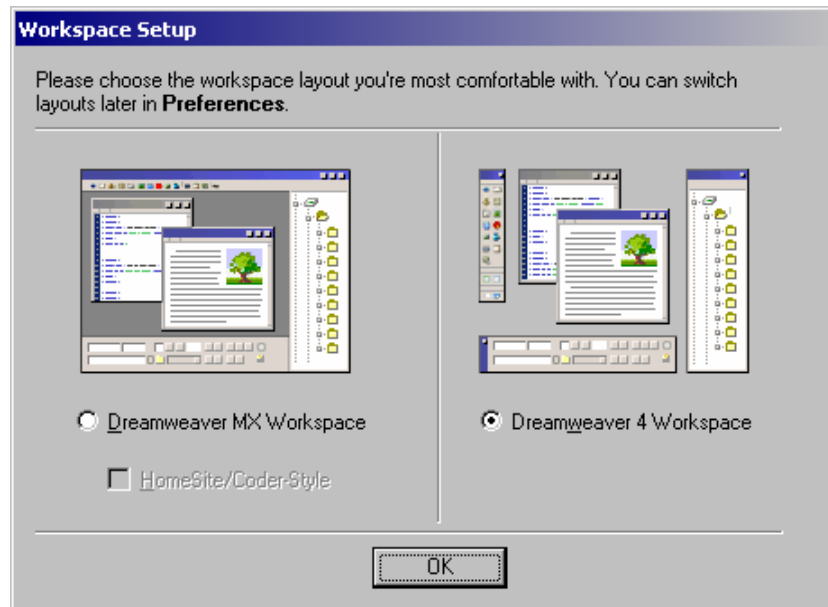 Workspace Setup
Please choose the workspace layout you're most comfortable with. You can switch
layouts later in Preferences.
Dreamweaver MX Workspace
Dreamweaver 4 Workspace
HomeSite/Coder-Style
OK